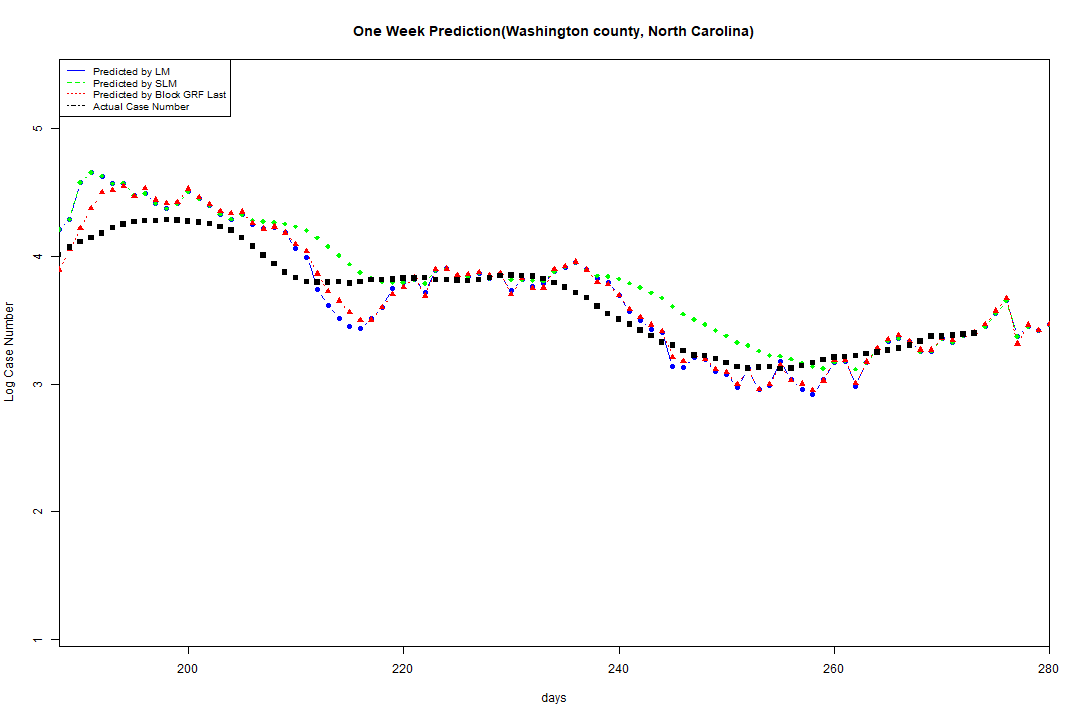 One Week Prediction(Washington county, North Carolina)
Predicted by LM
Predicted by SLM
Predicted by Block GRF Last
Actual Case Number
5
4
3
2
1
Log Case Number
200
220
240
260
280
days